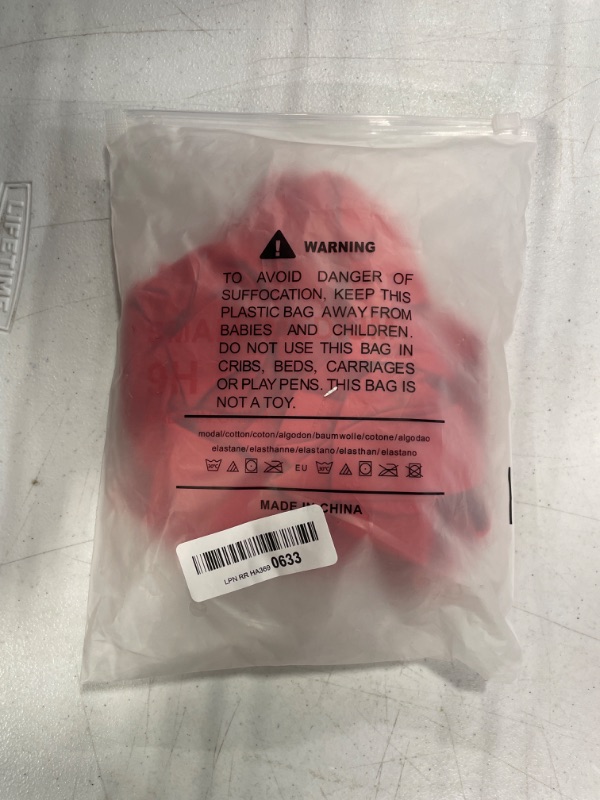 WARNING
TO AVOID DANGER OF
SUFFOCATION, KEEP THIS
PLASTIC BAG AWAY FROM
BABIES AND CHILDREN.
DO NOT USE THIS BAG IN
CRIBS, BEDS, CARRIAGES
OR PLAY PENS. THIS BAG IS
NOT A TOY.
modal/cotton/coton/algodon/baumwolle/cotone/algodao
elastane/elasthanne/elastano/elasthan/elastano
EU
MADE IN CHINA
LPN RR HA369 0633
LIFETIME